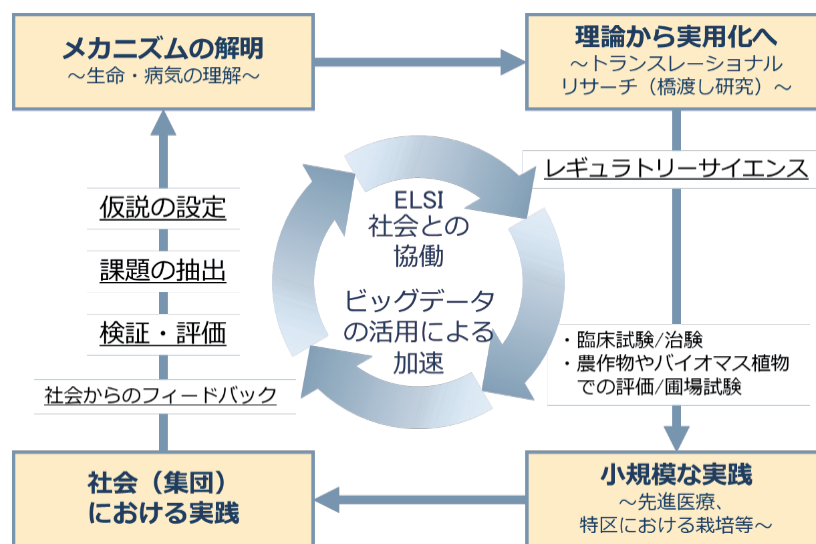 メカニズムの解明
～生命・病気の理解～
理論から実用化へ
～トランスレーショナル
リサーチ（橋渡し研究）～
レギュラトリーサイエンス
仮説の設定
課題の抽出
検証・評価
社会からのフィードバック
ELSI
社会との
協働
ビッグデータ
の活用による
加速
・臨床試験/治験
・農作物やバイオマス植物
での評価/圃場試験
社会（集団）
における実践
小規模な実践
～先進医療、
特区における栽培等～